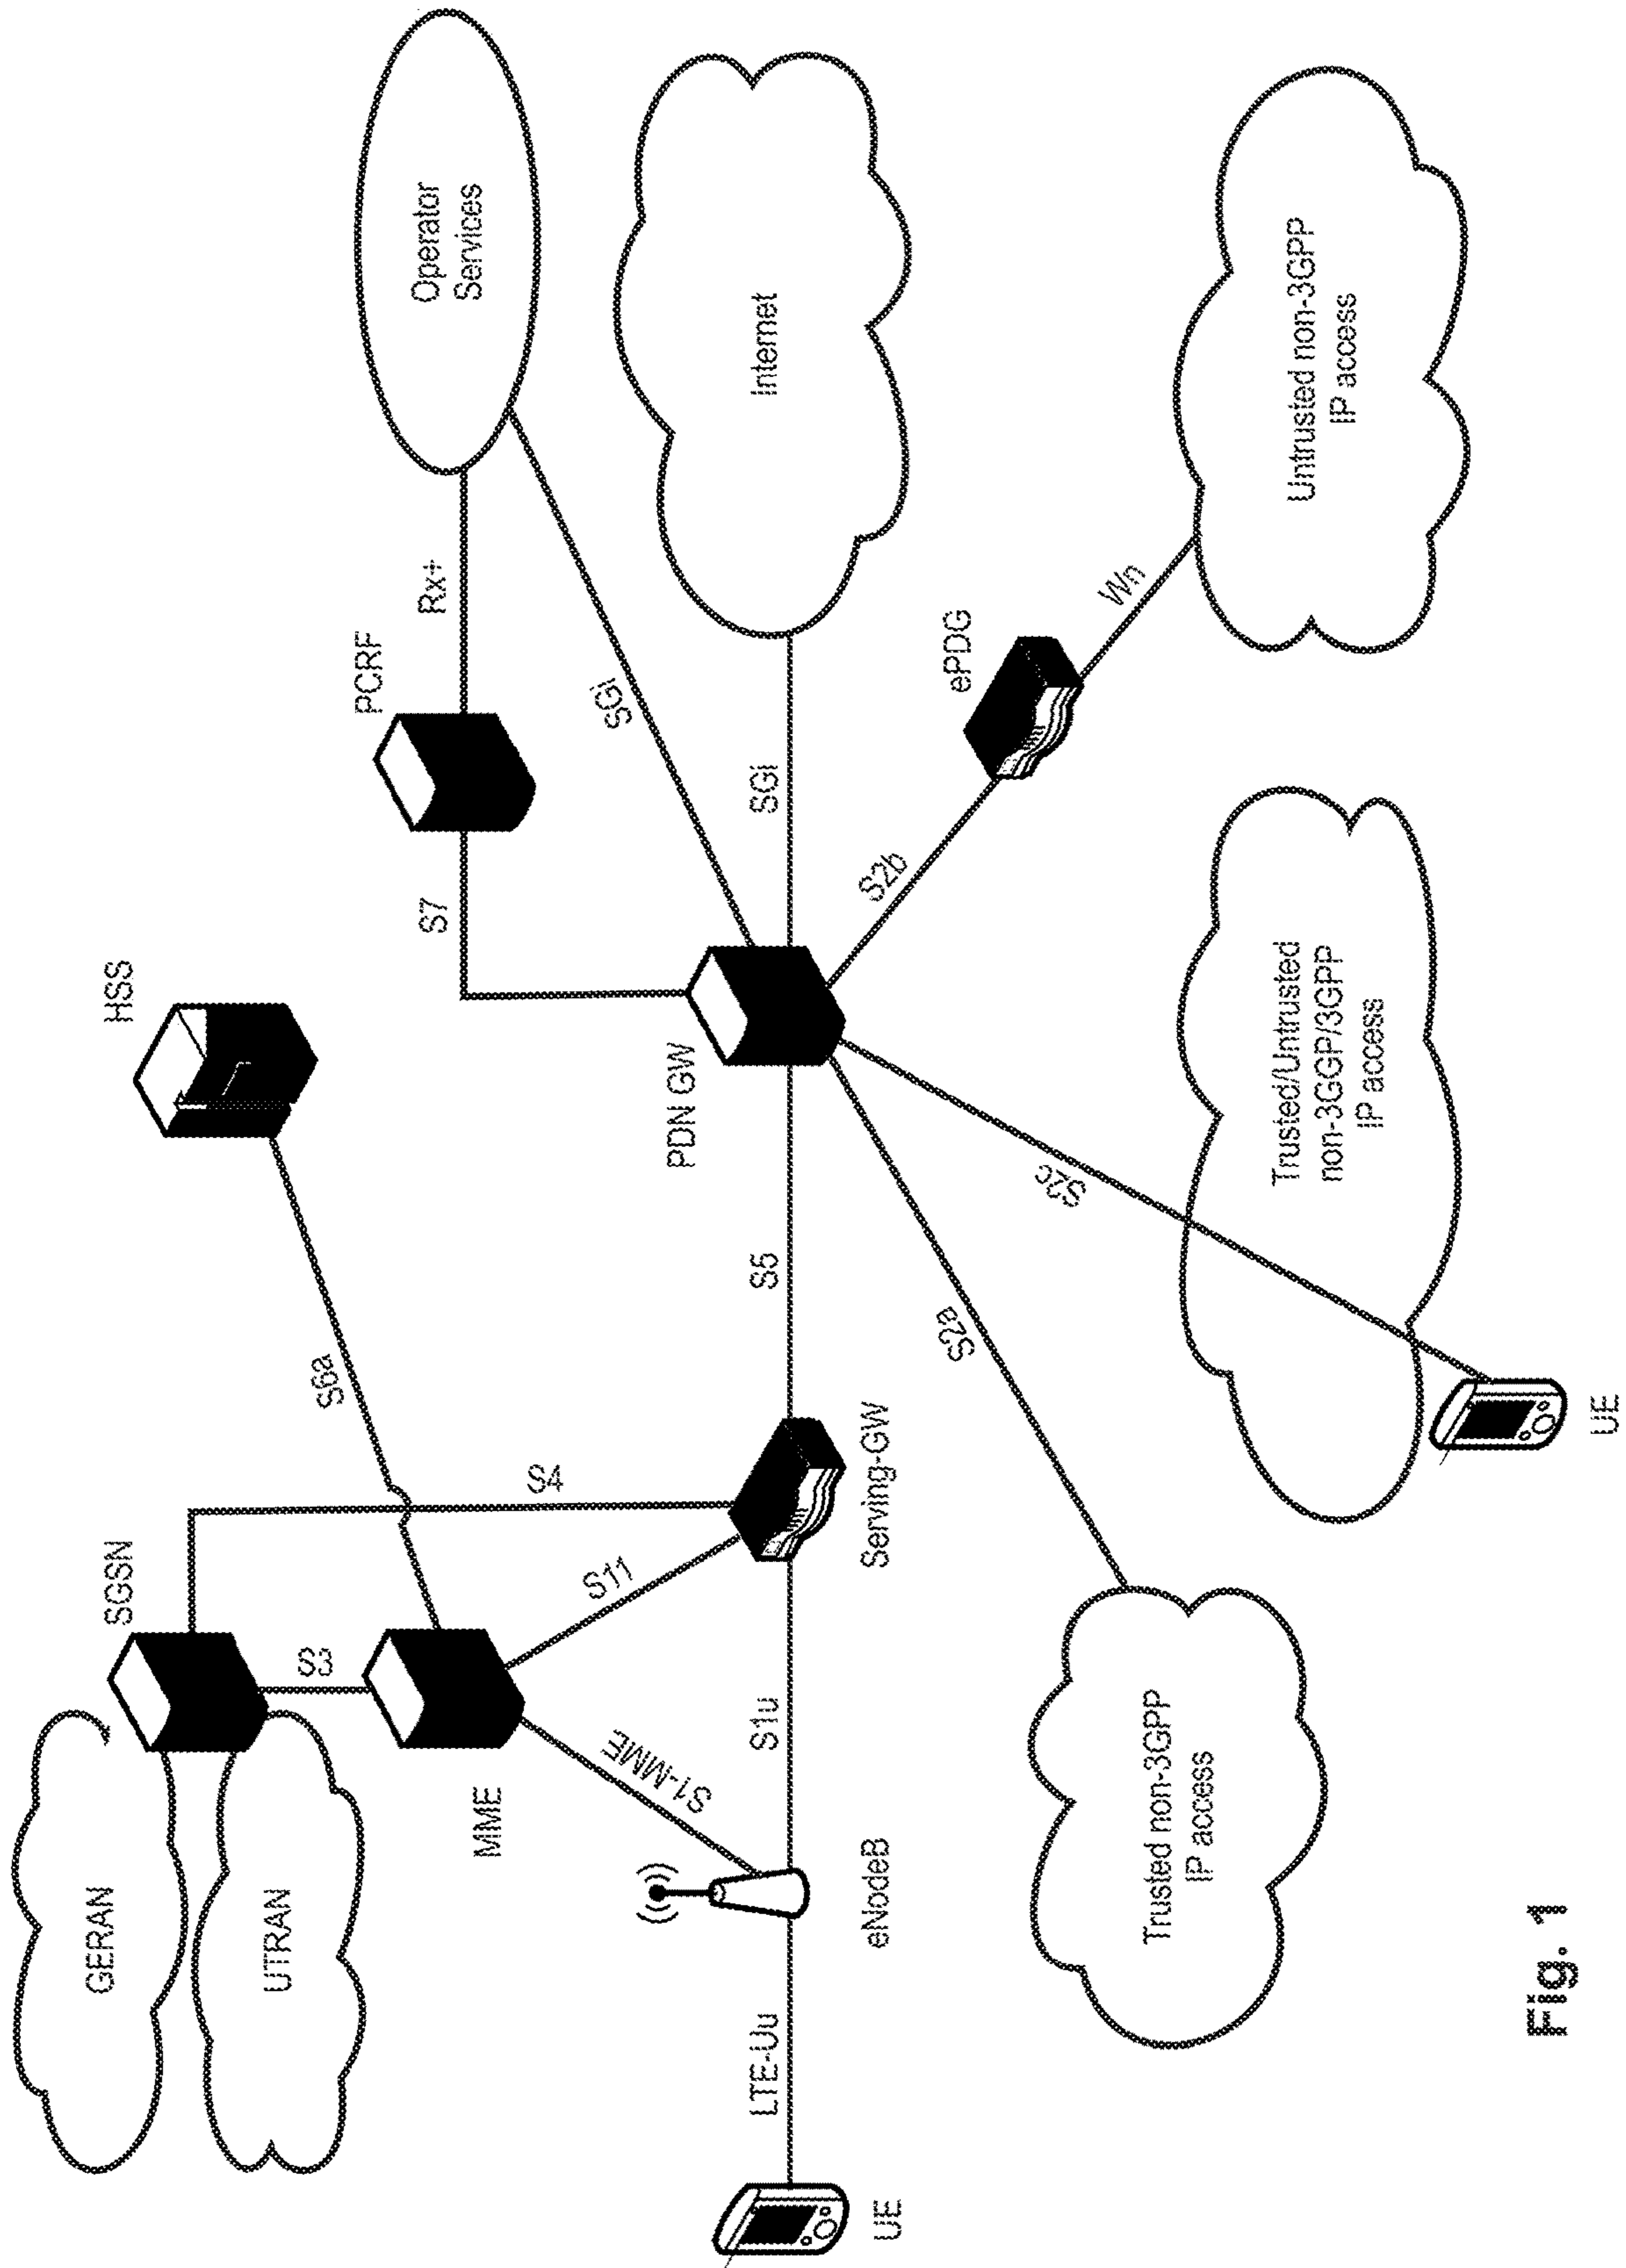 GERAN
UTRAN
SGSN
HSS
S3
S6a
MME
S4
S11
S1-MME
PCRF
S7
Rx+
Operator
Services
SGi
Internet
SGi
PDN GW
S5
Serving-GW
S1u
eNodeB
LTE-Uu
UE
S2a
S2c
S2b
ePDG
Wn
Trusted non-3GPP
IP access
Trusted/Untrusted
non-3GGP/3GPP
IP access
Untrusted non-3GPP
IP access
UE
Fig. 1